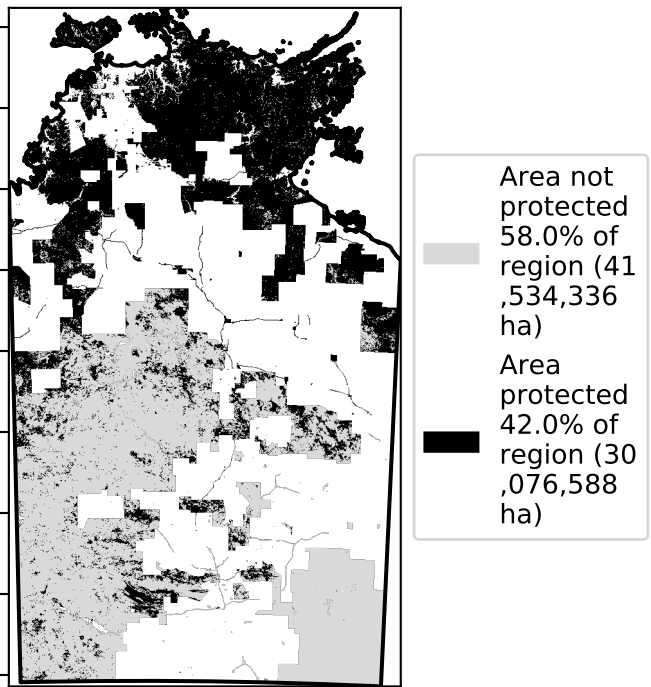 Area not
protected
58.0% of
region (41
,534,336
ha)
Area
protected
42.0% of
region (30
,076,588
ha)